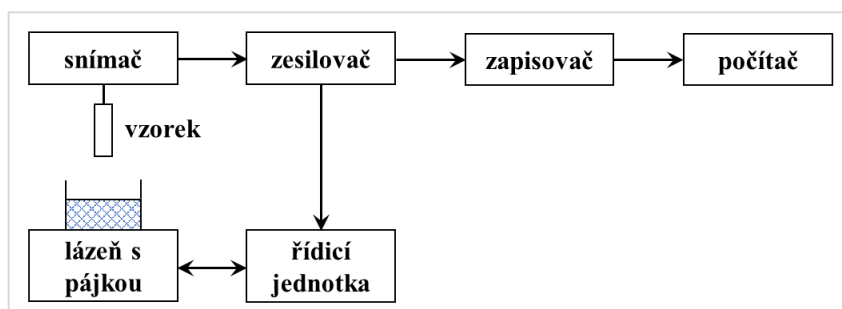 snímač
zesilovač
zapisovač
počítač
vzorek
lázeň s
pájkou
řídicí
jednotka